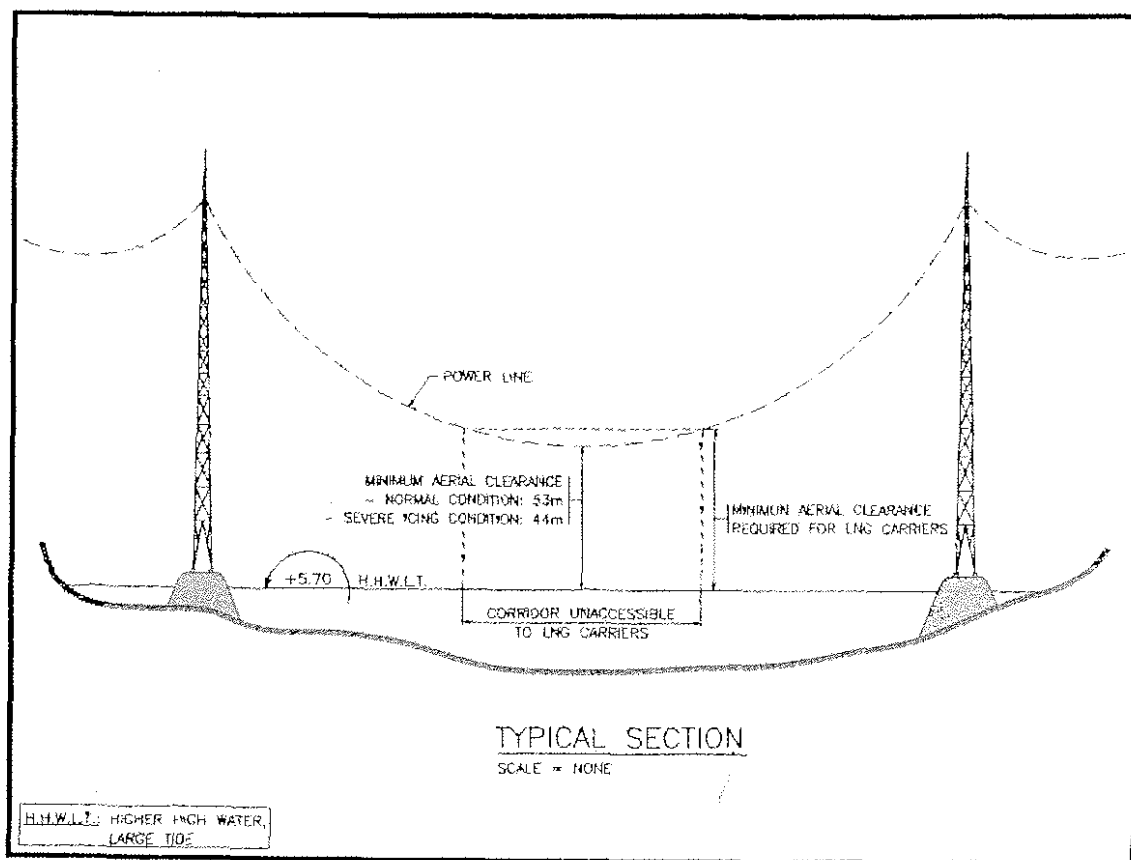 POWER LINE
MINIMUM AERIAL CLEARANCE
- NORMAL CONDITION: 53m
- SEVERE ICING CONDITION: 44m
MINIMUN AERIAL CLEARANCE
REQUIRED FOR LNG CARRIERS
+5.70 H.H.W.L.T.
CORRIDOR UNACCESSIBLE
TO LNG CARRIERS
TYPICAL SECTION
SCALE = NONE
H.H.W.L.T.: HIGHER HIGH WATER,
LARGE TIDE